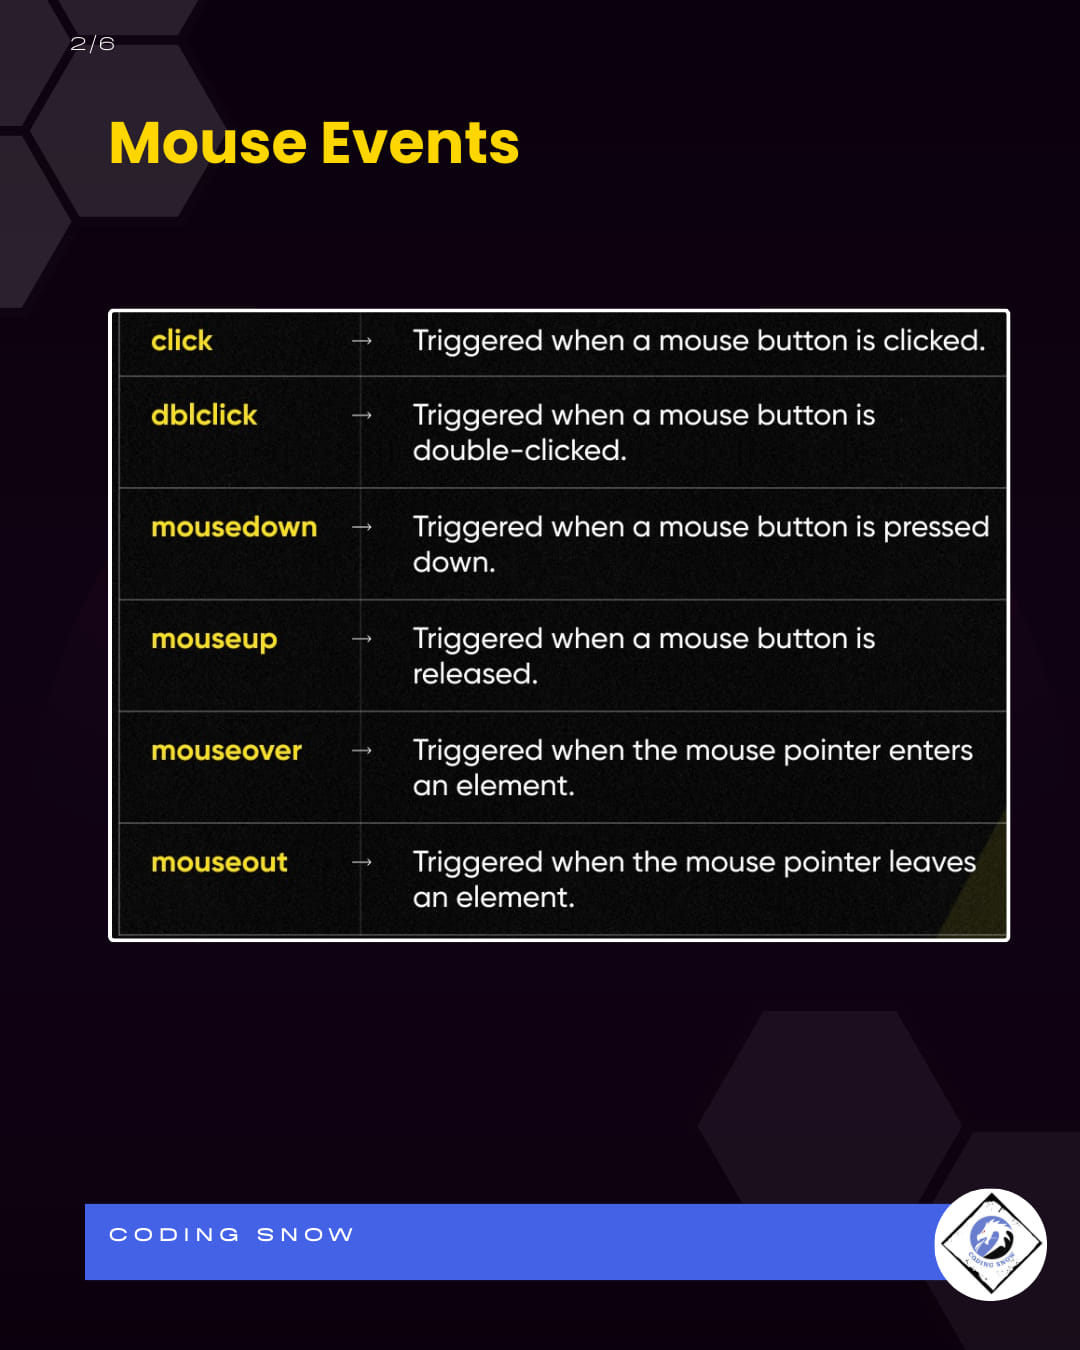 2/6
Mouse Events
click → Triggered when a mouse button is clicked.
dblclick → Triggered when a mouse button is
double-clicked.
mousedown → Triggered when a mouse button is pressed
down.
mouseup → Triggered when a mouse button is
released.
mouseover → Triggered when the mouse pointer enters
an element.
mouseout → Triggered when the mouse pointer leaves
an element.
CODING SNOW
CODING SNOW